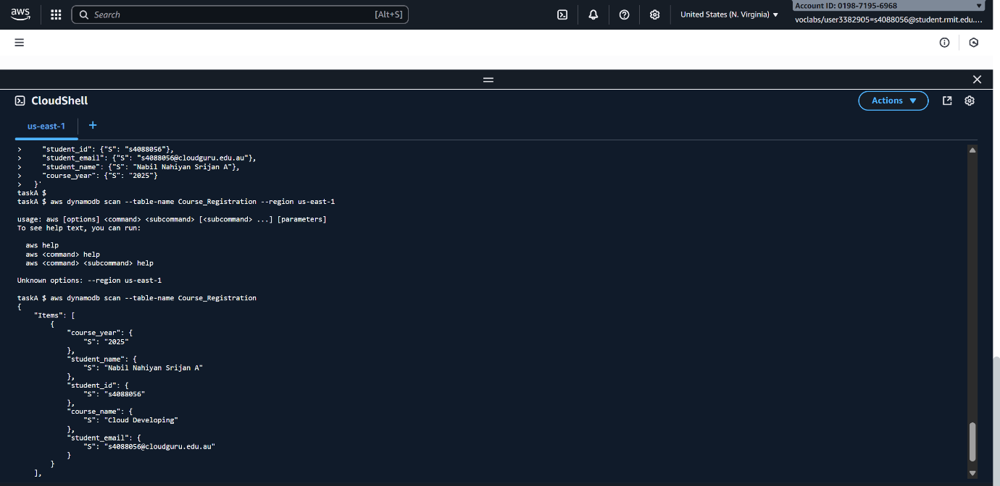 aws
Search
[Alt+S]
United States (N. Virginia) ▼
Account ID: 0198-7195-6968
voclabs/user3382905=s4088056@student.rmit.edu....
CloudShell
Actions ▼
us-east-1
+
>     "student_id": {"S": "s4088056"},
>     "student_email": {"S": "s4088056@cloudguru.edu.au"},
>     "student_name": {"S": "Nabil Nahiyan Srijan A"},
>     "course_year": {"S": "2025"}
>   }'
taskA $
taskA $ aws dynamodb scan --table-name Course_Registration --region us-east-1
usage: aws [options] <command> <subcommand> [<subcommand> ...] [parameters]
To see help text, you can run:
  aws help
  aws <command> help
  aws <command> <subcommand> help
Unknown options: --region us-east-1
taskA $ aws dynamodb scan --table-name Course_Registration
{
    "Items": [
        {
            "course_year": {
                "S": "2025"
            },
            "student_name": {
                "S": "Nabil Nahiyan Srijan A"
            },
            "student_id": {
                "S": "s4088056"
            },
            "course_name": {
                "S": "Cloud Developing"
            },
            "student_email": {
                "S": "s4088056@cloudguru.edu.au"
            }
        }
    ],